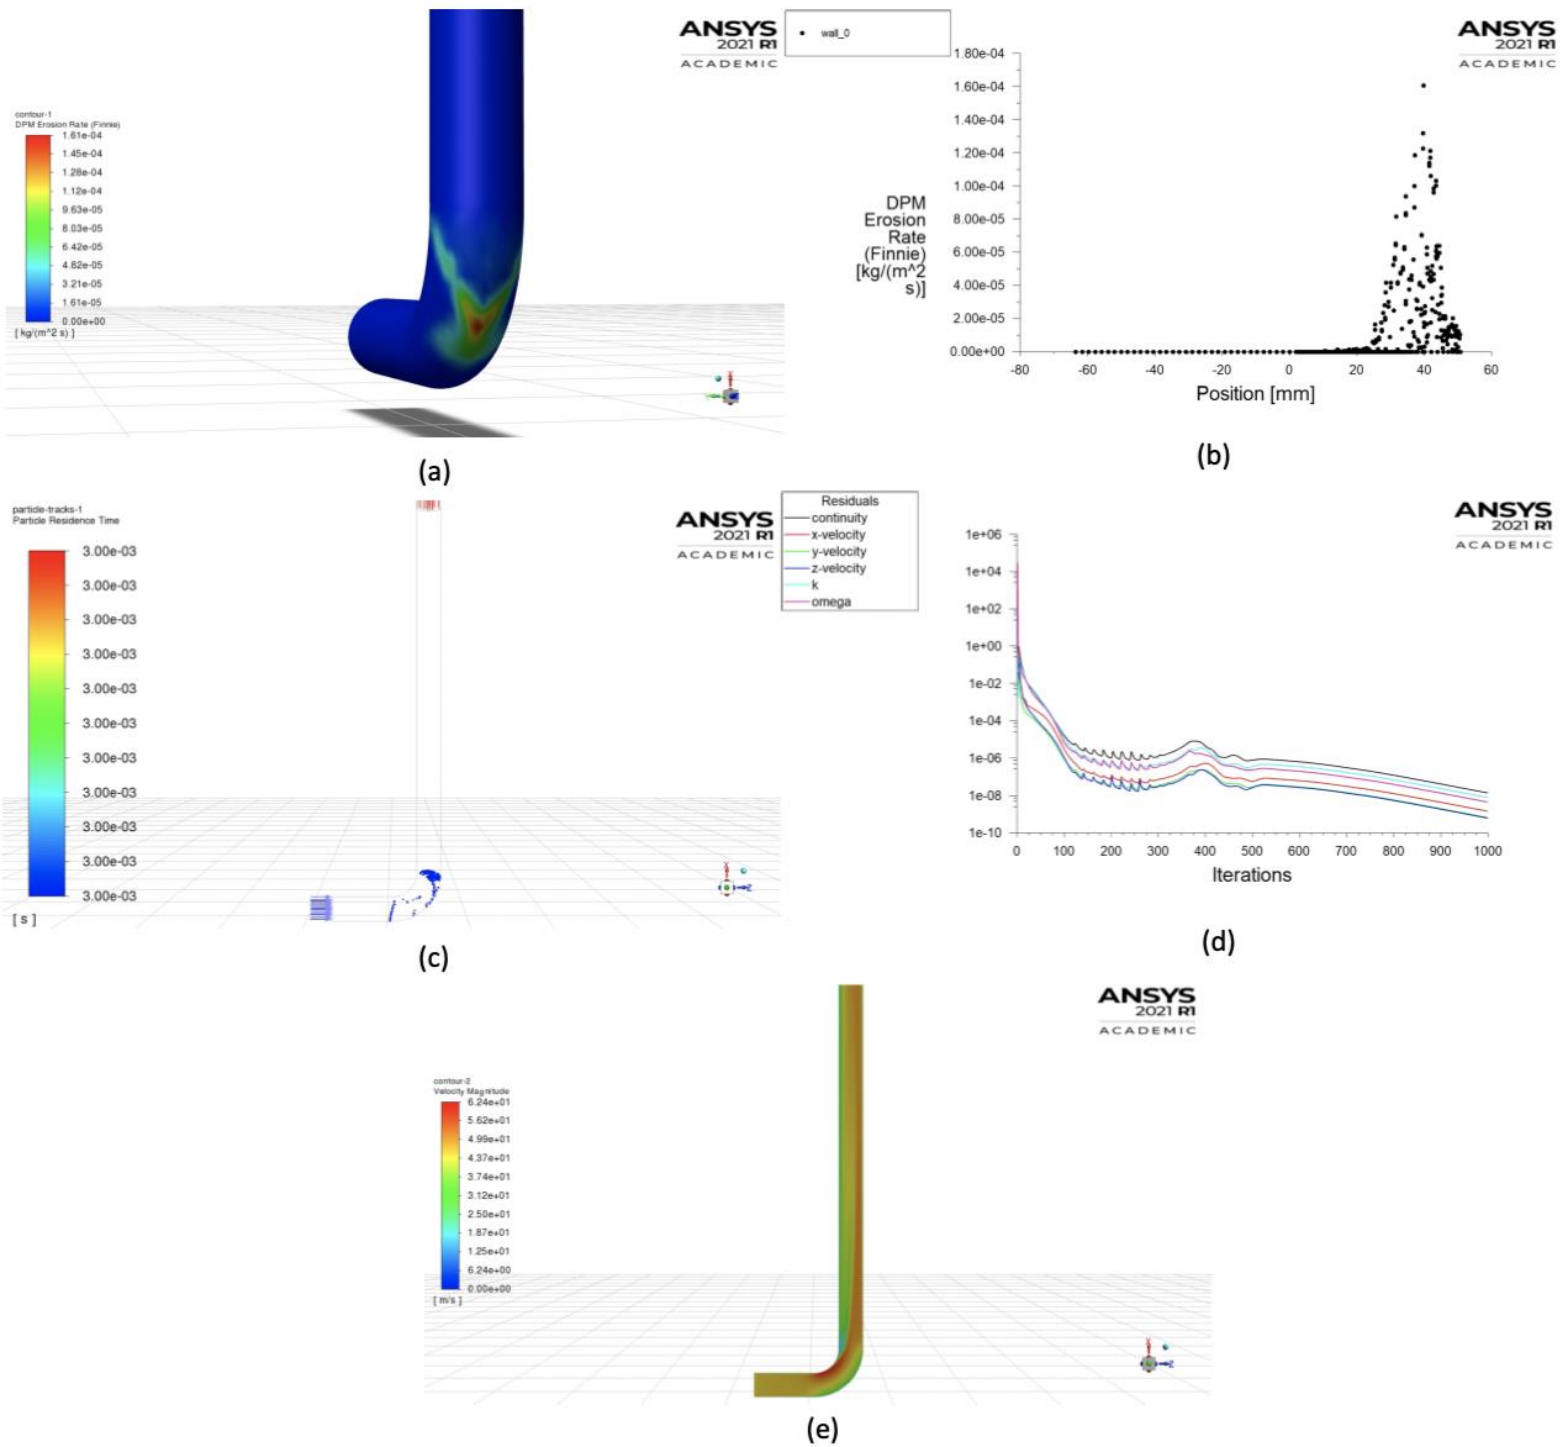 ANSYS
2021 R1
ACADEMIC
contour-1
DPM Erosion Rate (Finnie)
1.61e-04
1.45e-04
1.28e-04
1.12e-04
9.63e-05
8.03e-05
6.42e-05
4.82e-05
3.21e-05
1.61e-05
0.00e+00
[ kg/(m^2 s) ]
(a)
wall_0
ANSYS
2021 R1
ACADEMIC
1.80e-04
1.60e-04
1.40e-04
1.20e-04
1.00e-04
8.00e-05
6.00e-05
4.00e-05
2.00e-05
0.00e+00
DPM
Erosion
Rate
(Finnie)
[kg/(m^2
s)]
-80 -60 -40 -20 0 20 40 60
Position [mm]
(b)
particle-tracks-1
Particle Residence Time
3.00e-03
3.00e-03
3.00e-03
3.00e-03
3.00e-03
3.00e-03
3.00e-03
3.00e-03
3.00e-03
3.00e-03
3.00e-03
[ s ]
ANSYS
2021 R1
ACADEMIC
(c)
Residuals
continuity
x-velocity
y-velocity
z-velocity
k
omega
ANSYS
2021 R1
ACADEMIC
1e+06
1e+04
1e+02
1e+00
1e-02
1e-04
1e-06
1e-08
1e-10
0 100 200 300 400 500 600 700 800 900 1000
Iterations
(d)
ANSYS
2021 R1
ACADEMIC
contour-2
Velocity Magnitude
6.24e+01
5.62e+01
4.99e+01
4.37e+01
3.74e+01
3.12e+01
2.50e+01
1.87e+01
1.25e+01
6.24e+00
0.00e+00
[ m/s ]
(e)